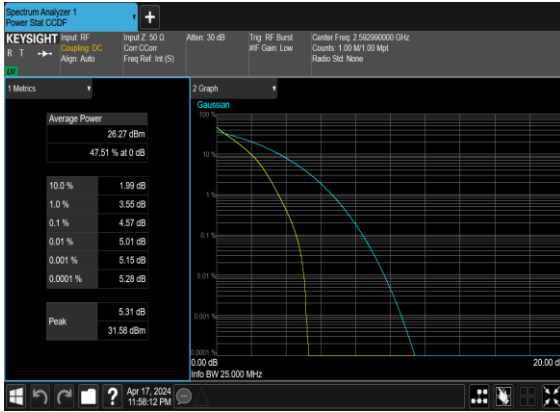 Spectrum Analyzer 1
Power Stat CCDF
KEYSIGHT
R T
Input: RF
Coupling: DC
Align: Auto
Input Z: 50 Ω
Corr CCorr
Freq Ref: Int (S)
Atten: 30 dB
Trig: RF Burst
#IF Gain: Low
Center Freq: 2.592990000 GHz
Counts: 1.00 M/1.00 Mpt
Radio Std: None
1 Metrics
Average Power
26.27 dBm
47.51 % at 0 dB
10.0 % 1.99 dB
1.0 % 3.55 dB
0.1 % 4.57 dB
0.01 % 5.01 dB
0.001 % 5.15 dB
0.0001 % 5.28 dB
Peak
5.31 dB
31.58 dBm
2 Graph
Gaussian
100 %
10 %
1 %
0.1 %
0.01 %
0.001 %
0.0001 %
0.00 dB
20.00 d
Info BW 25.000 MHz
Apr 17, 2024
11:56:12 PM